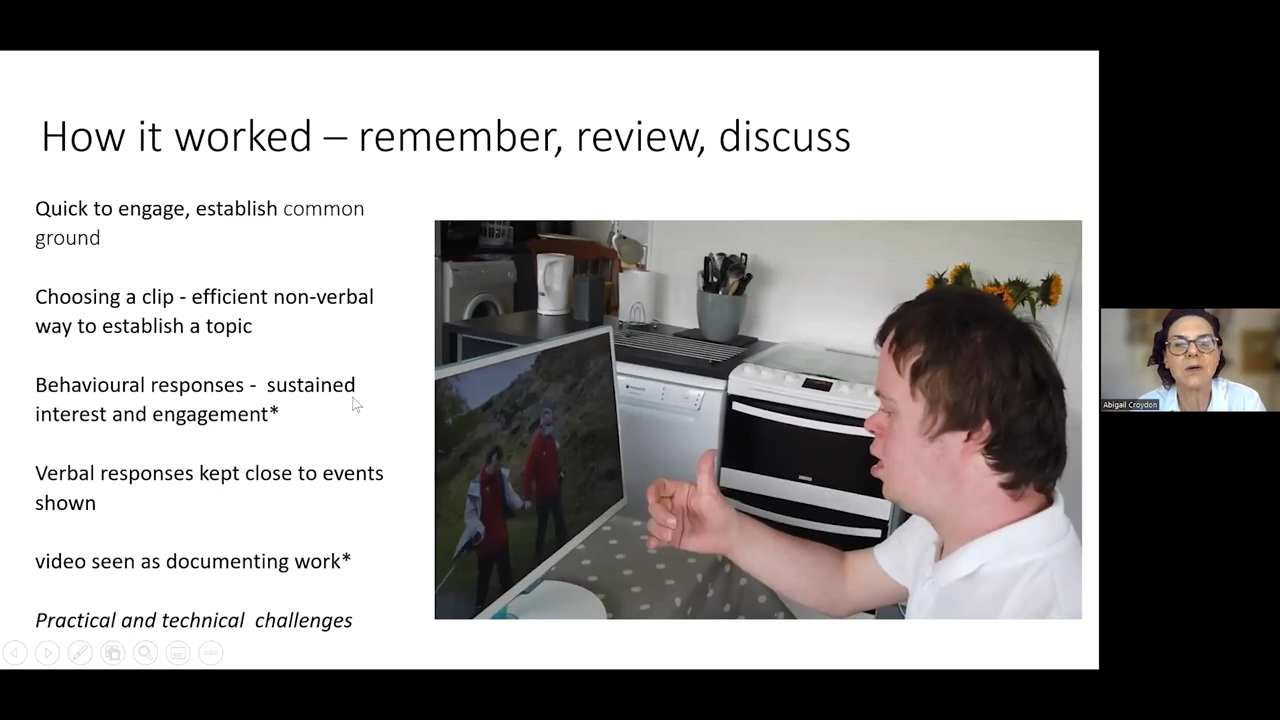 How it worked – remember, review, discuss
Quick to engage, establish common
ground
Choosing a clip - efficient non-verbal
way to establish a topic
Behavioural responses -  sustained
interest and engagement*
Verbal responses kept close to events
shown
video seen as documenting work*
Practical and technical  challenges
Abigail Croydon